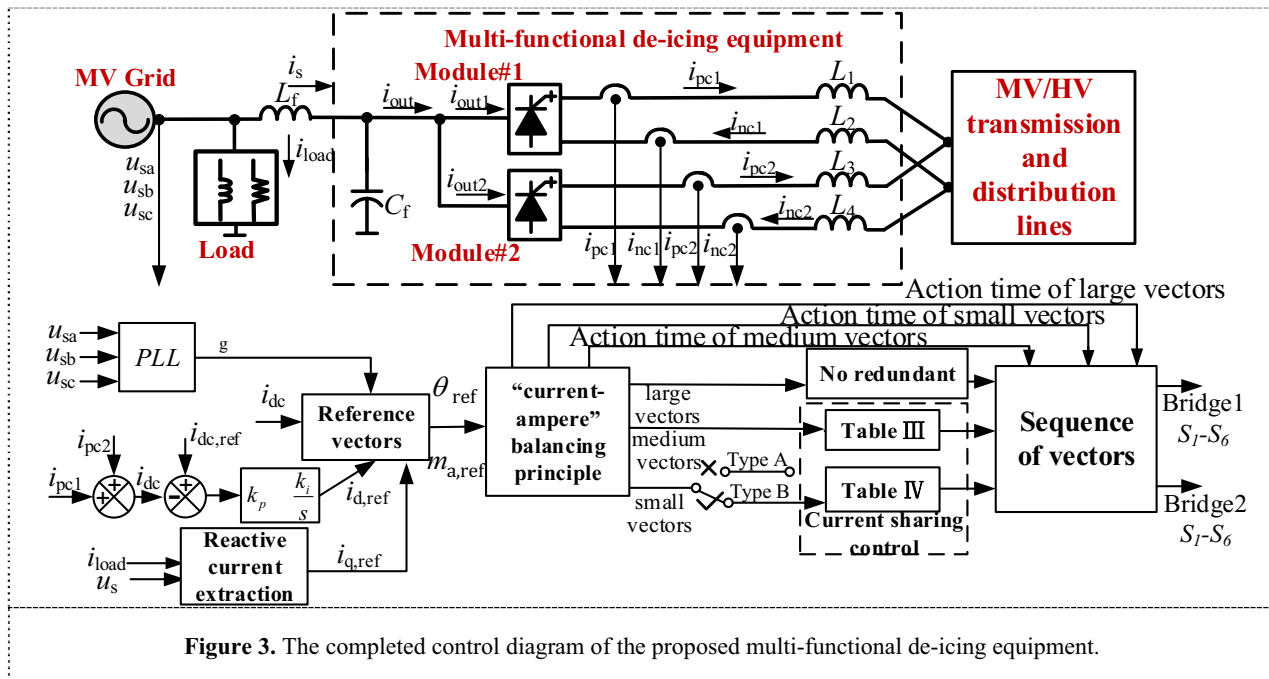 Multi-functional de-icing equipment
MV Grid
i_s
L_f
i_out
Module#1
i_out1
i_pc1
L_1
i_nc1
L_2
i_pc2
L_3
i_nc2
L_4
MV/HV
transmission
and
distribution
lines
u_sa
u_sb
u_sc
i_load
Load
C_f
i_out2
Module#2
i_pc1 i_nc1 i_pc2 i_nc2
Action time of large vectors
Action time of small vectors
Action time of medium vectors
u_sa
u_sb
u_sc
PLL
g
i_dc
Reference
vectors
θ_ref
m_a,ref
“current-
ampere”
balancing
principle
large
vectors
medium
vectors
small
vectors
Type A
Type B
No redundant
Table Ⅲ
Table Ⅳ
Current sharing
control
Sequence
of vectors
Bridge1
S_1-S_6
Bridge2
S_1-S_6
i_pc2
i_dc,ref
i_pc1
+
+
i_dc
-
+
k_p
k_i
s
i_d,ref
i_load
u_s
Reactive
current
extraction
i_q,ref
Figure 3. The completed control diagram of the proposed multi-functional de-icing equipment.